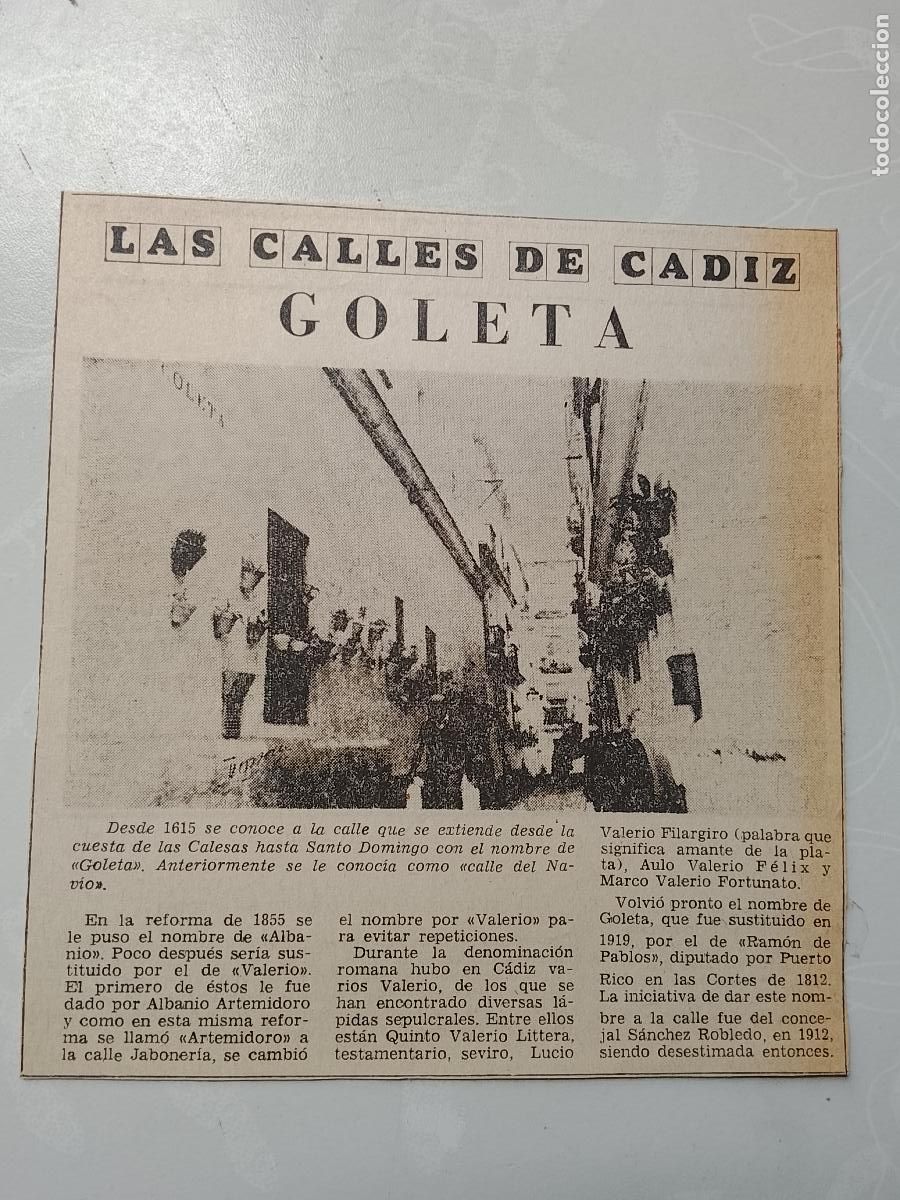 todocoleccion
LAS CALLES DE CADIZ
GOLETA
OLETA
Desde 1615 se conoce a la calle que se extiende desde la
cuesta de las Calesas hasta Santo Domingo con el nombre de
«Goleta». Anteriormente se le conocía como «calle del Na-
vío».
En la reforma de 1855 se
le puso el nombre de «Alba-
nio». Poco después sería sus-
tituido por el de «Valerio».
El primero de éstos le fue
dado por Albanio Artemidoro
y como en esta misma refor-
ma se llamó «Artemidoro» a
la calle Jabonería, se cambió
el nombre por «Valerio» pa-
ra evitar repeticiones.
Durante la denominación
romana hubo en Cádiz va-
rios Valerio, de los que se
han encontrado diversas lá-
pidas sepulcrales. Entre ellos
están Quinto Valerio Littera,
testamentario, seviro, Lucio
Valerio Filargiro (palabra que
significa amante de la pla-
ta), Aulo Valerio Félix y
Marco Valerio Fortunato.
Volvió pronto el nombre de
Goleta, que fue sustituido en
1919, por el de «Ramón de
Pablos», diputado por Puerto
Rico en las Cortes de 1812.
La iniciativa de dar este nom-
bre a la calle fue del conce-
jal Sánchez Robledo, en 1912,
siendo desestimada entonces.